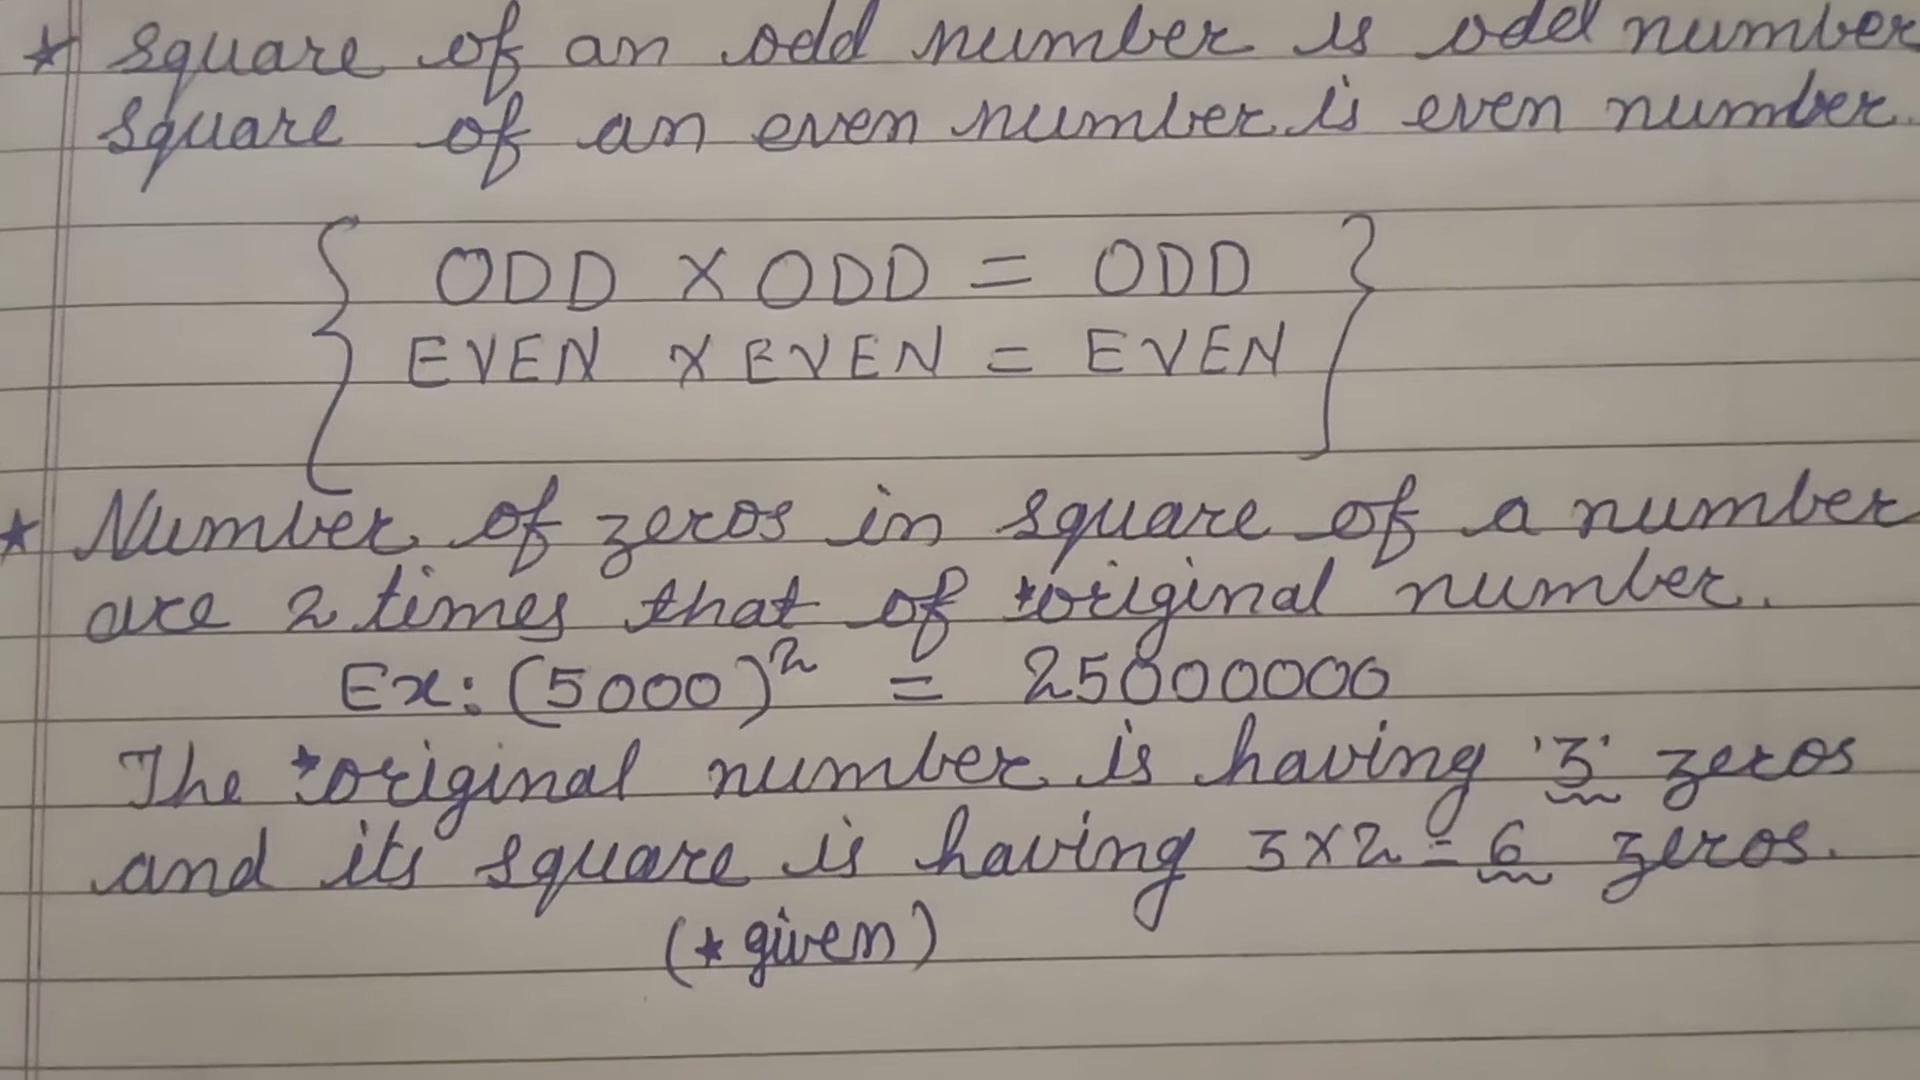 ★ Square of an odd number is odd number
Square of an even number is even number.
{ ODD X ODD = ODD }
EVEN X EVEN = EVEN
★ Number of zeros in square of a number
are 2 times that of *original number.
Ex: (5000)² = 25000000
The *original number is having '3' zeros
and its square is having 3x2 = 6 zeros.
(* given)